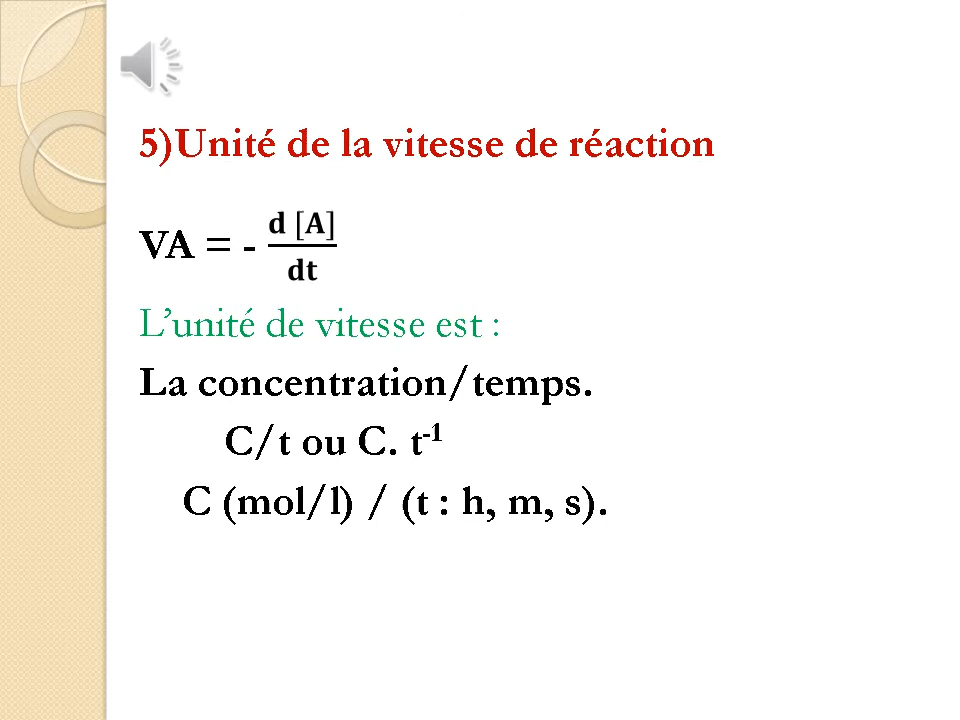 5)Unité de la vitesse de réaction
VA = - d [A] / dt
L’unité de vitesse est :
La concentration/temps.
C/t ou C. t⁻¹
C (mol/l) / (t : h, m, s).